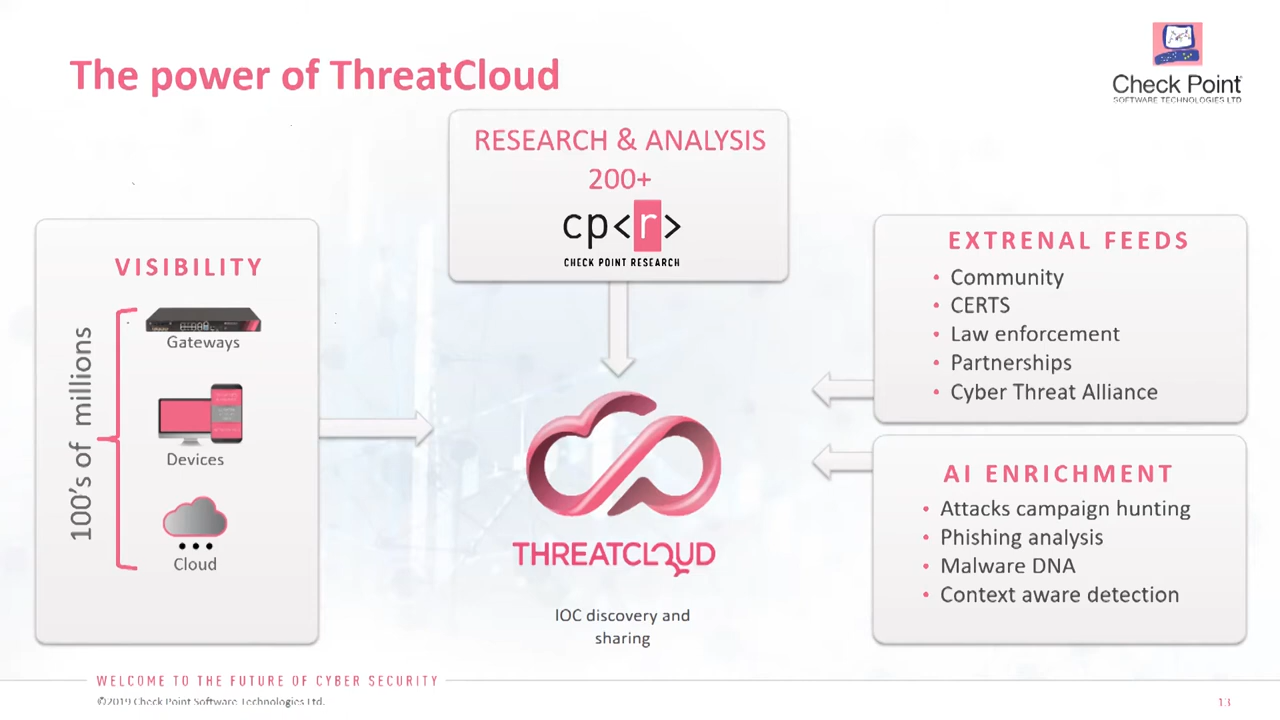 The power of ThreatCloud
Check Point
SOFTWARE TECHNOLOGIES LTD
RESEARCH & ANALYSIS
200+
cp<r>
CHECK POINT RESEARCH
VISIBILITY
100's of millions
Gateways
Devices
Cloud
THREATCLOUD
IOC discovery and
sharing
EXTRENAL FEEDS
• Community
• CERTS
• Law enforcement
• Partnerships
• Cyber Threat Alliance
AI ENRICHMENT
• Attacks campaign hunting
• Phishing analysis
• Malware DNA
• Context aware detection
WELCOME TO THE FUTURE OF CYBER SECURITY
©2019 Check Point Software Technologies Ltd.
13